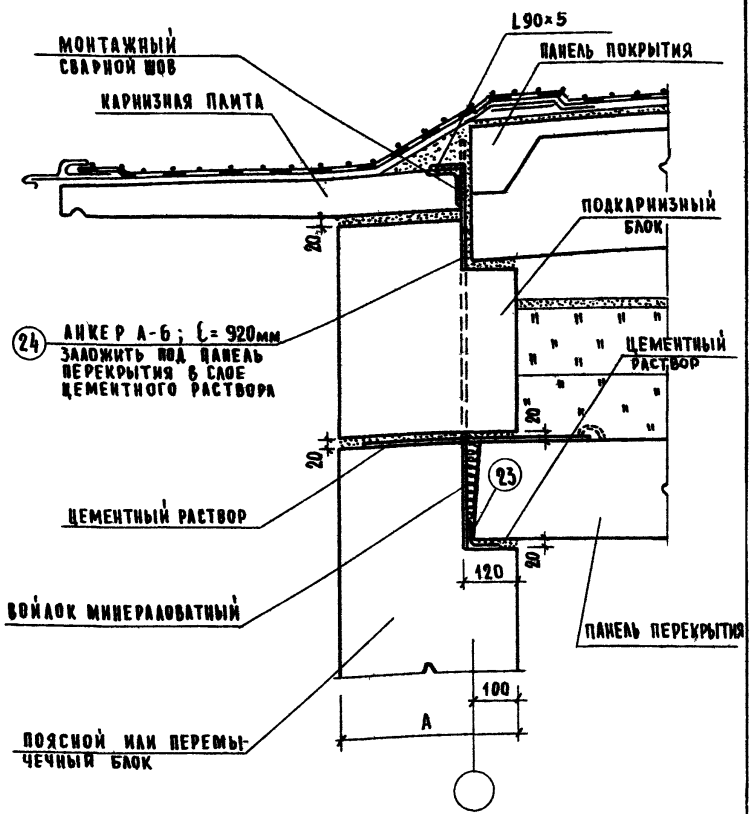 L90×5
МОНТАЖНЫЙ
СВАРНОЙ ШОВ
ПАНЕЛЬ ПОКРЫТИЯ
КАРНИЗНАЯ ПЛИТА
ПОДКАРНИЗНЫЙ
БЛОК
20
24
АНКЕР А-6; ℓ= 920мм
ЗАЛОЖИТЬ ПОД ПАНЕЛЬ
ПЕРЕКРЫТИЯ В СЛОЕ
ЦЕМЕНТНОГО РАСТВОРА
ЦЕМЕНТНЫЙ
РАСТВОР
20
20
23
ЦЕМЕНТНЫЙ РАСТВОР
20
120
ВОЙЛОК МИНЕРАЛОВАТНЫЙ
ПАНЕЛЬ ПЕРЕКРЫТИЯ
100
А
ПОЯСНОЙ ИЛИ ПЕРЕМЫ-
ЧЕЧНЫЙ БЛОК